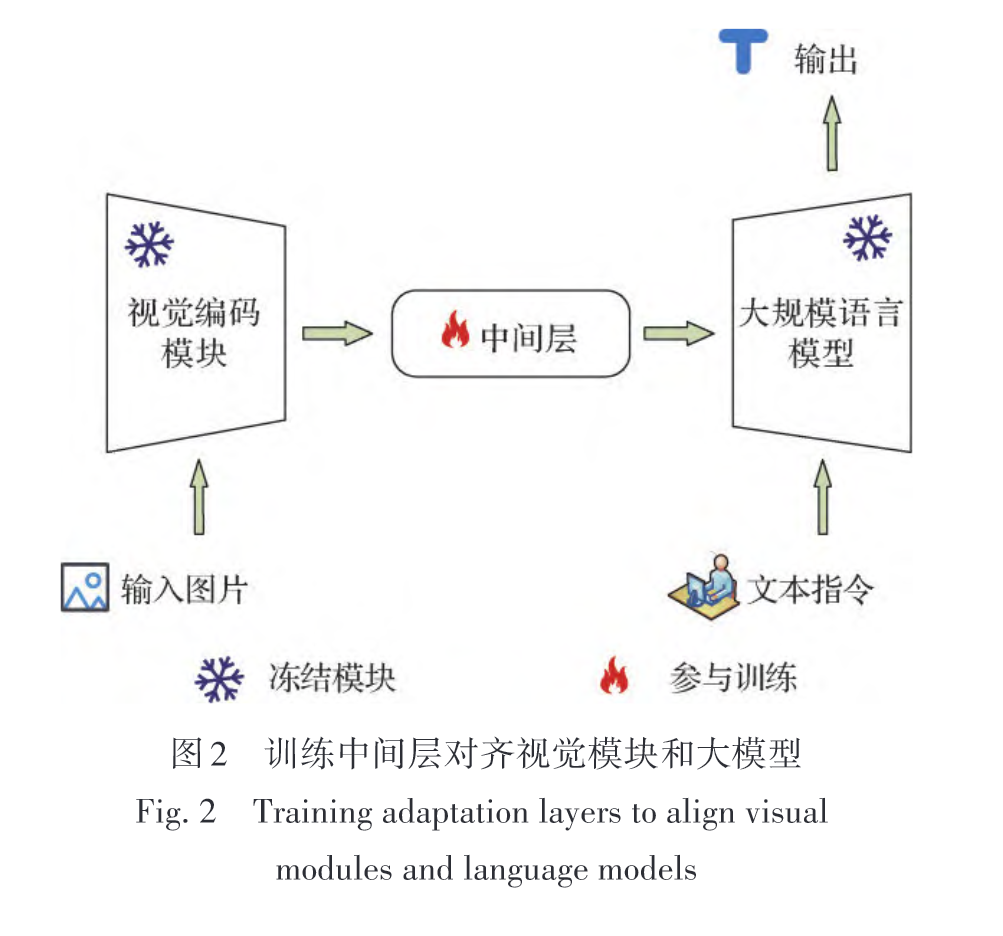 输出
视觉编码
模块
中间层
大规模语言
模型
输入图片
文本指令
冻结模块
参与训练
图2 训练中间层对齐视觉模块和大模型
Fig. 2 Training adaptation layers to align visual
modules and language models